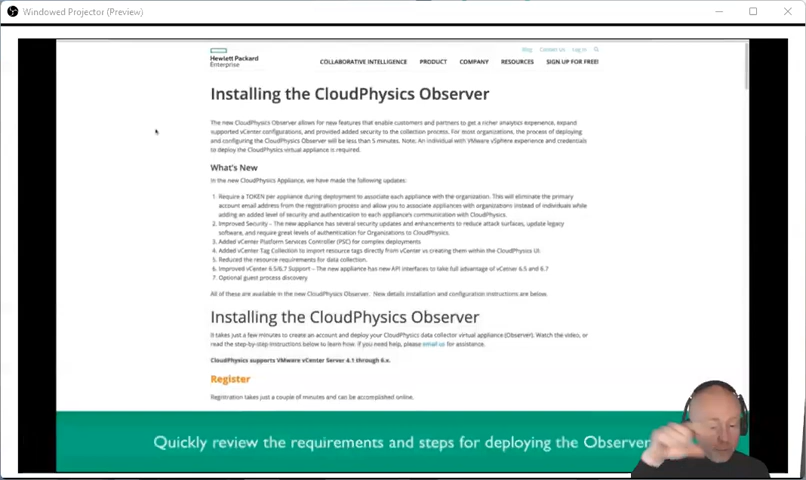 Windowed Projector (Preview)
Blog Contact Us Log In
Hewlett Packard
Enterprise
COLLABORATIVE INTELLIGENCE PRODUCT COMPANY RESOURCES SIGN UP FOR FREE!
Installing the CloudPhysics Observer
The new CloudPhysics Observer allows for new features that enable customers and partners to get a richer analytics experience, expand
supported vCenter configurations, and provided added security to the collection process. For most organizations, the process of deploying
and configuring the CloudPhysics Observer will be less than 5 minutes. Note: An individual with VMware vSphere experience and credentials
to deploy the CloudPhysics virtual appliance is required.
What's New
In the new CloudPhysics Appliance, we have made the following updates:
1. Require a TOKEN per appliance during deployment to associate each appliance with the organization. This will eliminate the primary
account email address from the registration process and allow you to associate appliances with organizations instead of individuals while
adding an added level of security and authentication to each appliance's communication with CloudPhysics.
2. Improved Security – The new appliance has several security updates and enhancements to reduce attack surfaces, update legacy
software, and require great levels of authentication for Organizations to CloudPhysics.
3. Added vCenter Platform Services Controller (PSC) for complex deployments
4. Added vCenter Tag Collection to import resource tags directly from vCenter vs creating them within the CloudPhysics UI.
5. Reduced the resource requirements for data collection.
6. Improved vCenter 6.5/6.7 Support – The new appliance has new API interfaces to take full advantage of vCetner 6.5 and 6.7
7. Optional guest process discovery
All of these are available in the new CloudPhysics Observer. New details installation and configuration instructions are below.
Installing the CloudPhysics Observer
It takes just a few minutes to create an account and deploy your CloudPhysics data collector virtual appliance (Observer). Watch the video, or
read the step-by-step instructions below to learn how. If you need help, please email us for assistance.
CloudPhysics supports VMware vCenter Server 4.1 through 6.x.
Register
Registration takes just a couple of minutes and can be accomplished online.
Quickly review the requirements and steps for deploying the Observer